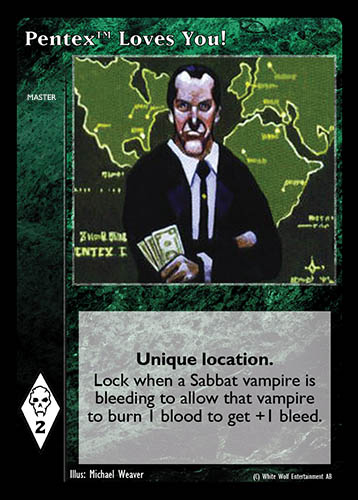 Pentex™ Loves You!
MASTER
Unique location.
Lock when a Sabbat vampire is
bleeding to allow that vampire
to burn 1 blood to get +1 bleed.
2
Illus: Michael Weaver
(C) White Wolf Entertainment AB